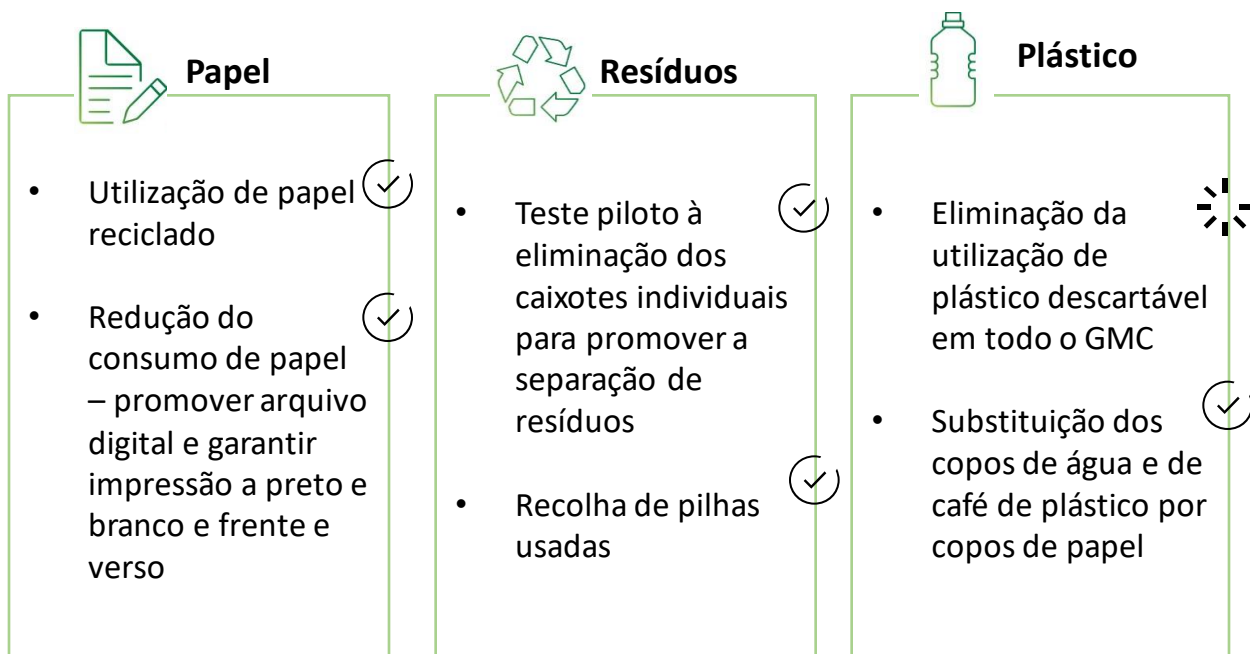 Papel
• Utilização de papel
reciclado
• Redução do
consumo de papel
– promover arquivo
digital e garantir
impressão a preto e
branco e frente e
verso
Resíduos
• Teste piloto à
eliminação dos
caixotes individuais
para promover a
separação de
resíduos
• Recolha de pilhas
usadas
Plástico
• Eliminação da
utilização de
plástico descartável
em todo o GMC
• Substituição dos
copos de água e de
café de plástico por
copos de papel